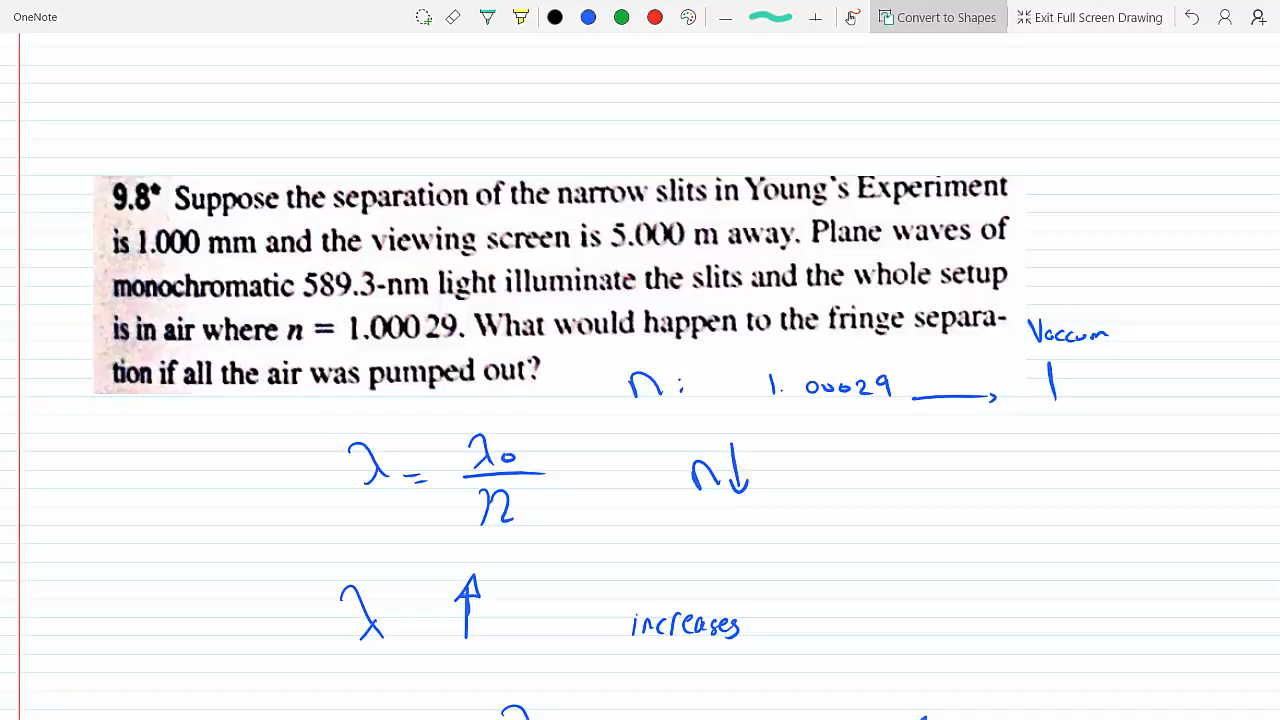 OneNote
Convert to Shapes
Exit Full Screen Drawing
9.8* Suppose the separation of the narrow slits in Young's Experiment
is 1.000 mm and the viewing screen is 5.000 m away. Plane waves of
monochromatic 589.3-nm light illuminate the slits and the whole setup
is in air where n = 1.000 29. What would happen to the fringe separa-
tion if all the air was pumped out?
Vaccum
n : 1.00029 → 1
λ = λ0/n n↓
λ ↑ increases